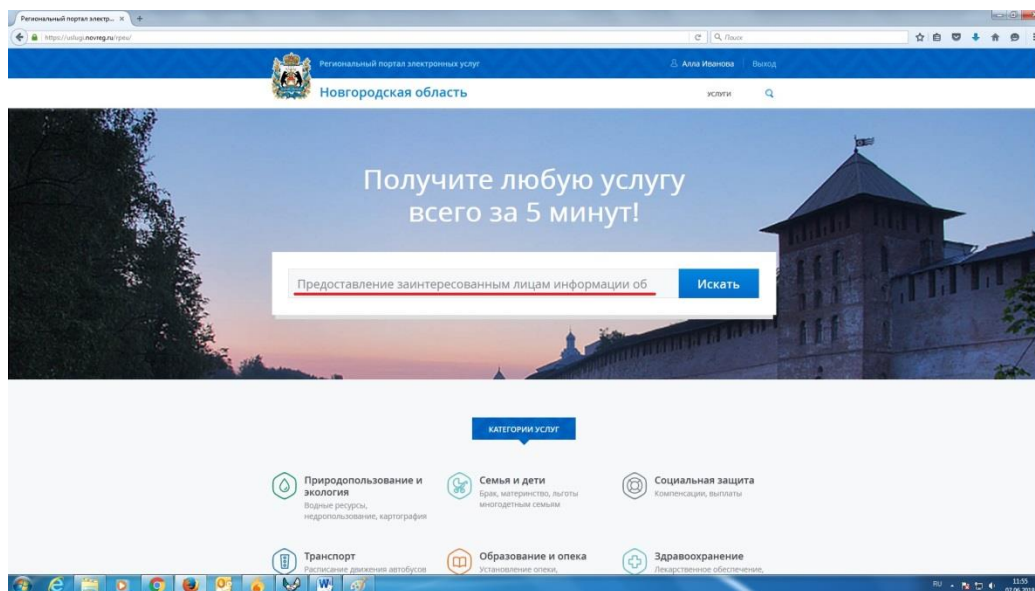 Региональный портал электр... × +
https://uslugi.novreg.ru/rpeu/
Поиск
Региональный портал электронных услуг
Алла Иванова
Выход
Новгородская область
УСЛУГИ
Получите любую услугу
всего за 5 минут!
Предоставление заинтересованным лицам информации об
Искать
КАТЕГОРИИ УСЛУГ
Природопользование и
экология
Водные ресурсы,
недропользование, картография
Семья и дети
Брак, материнство, льготы
многодетным семьям
Социальная защита
Компенсации, выплаты
Транспорт
Расписание движения автобусов
Образование и опека
Установление опеки,
Здравоохранение
Лекарственное обеспечение,
RU
11:55